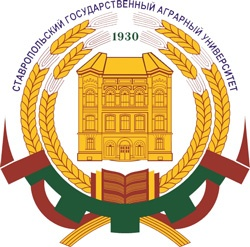 СТАВРОПОЛЬСКИЙ ГОСУДАРСТВЕННЫЙ АГРАРНЫЙ УНИВЕРСИТЕТ
1930